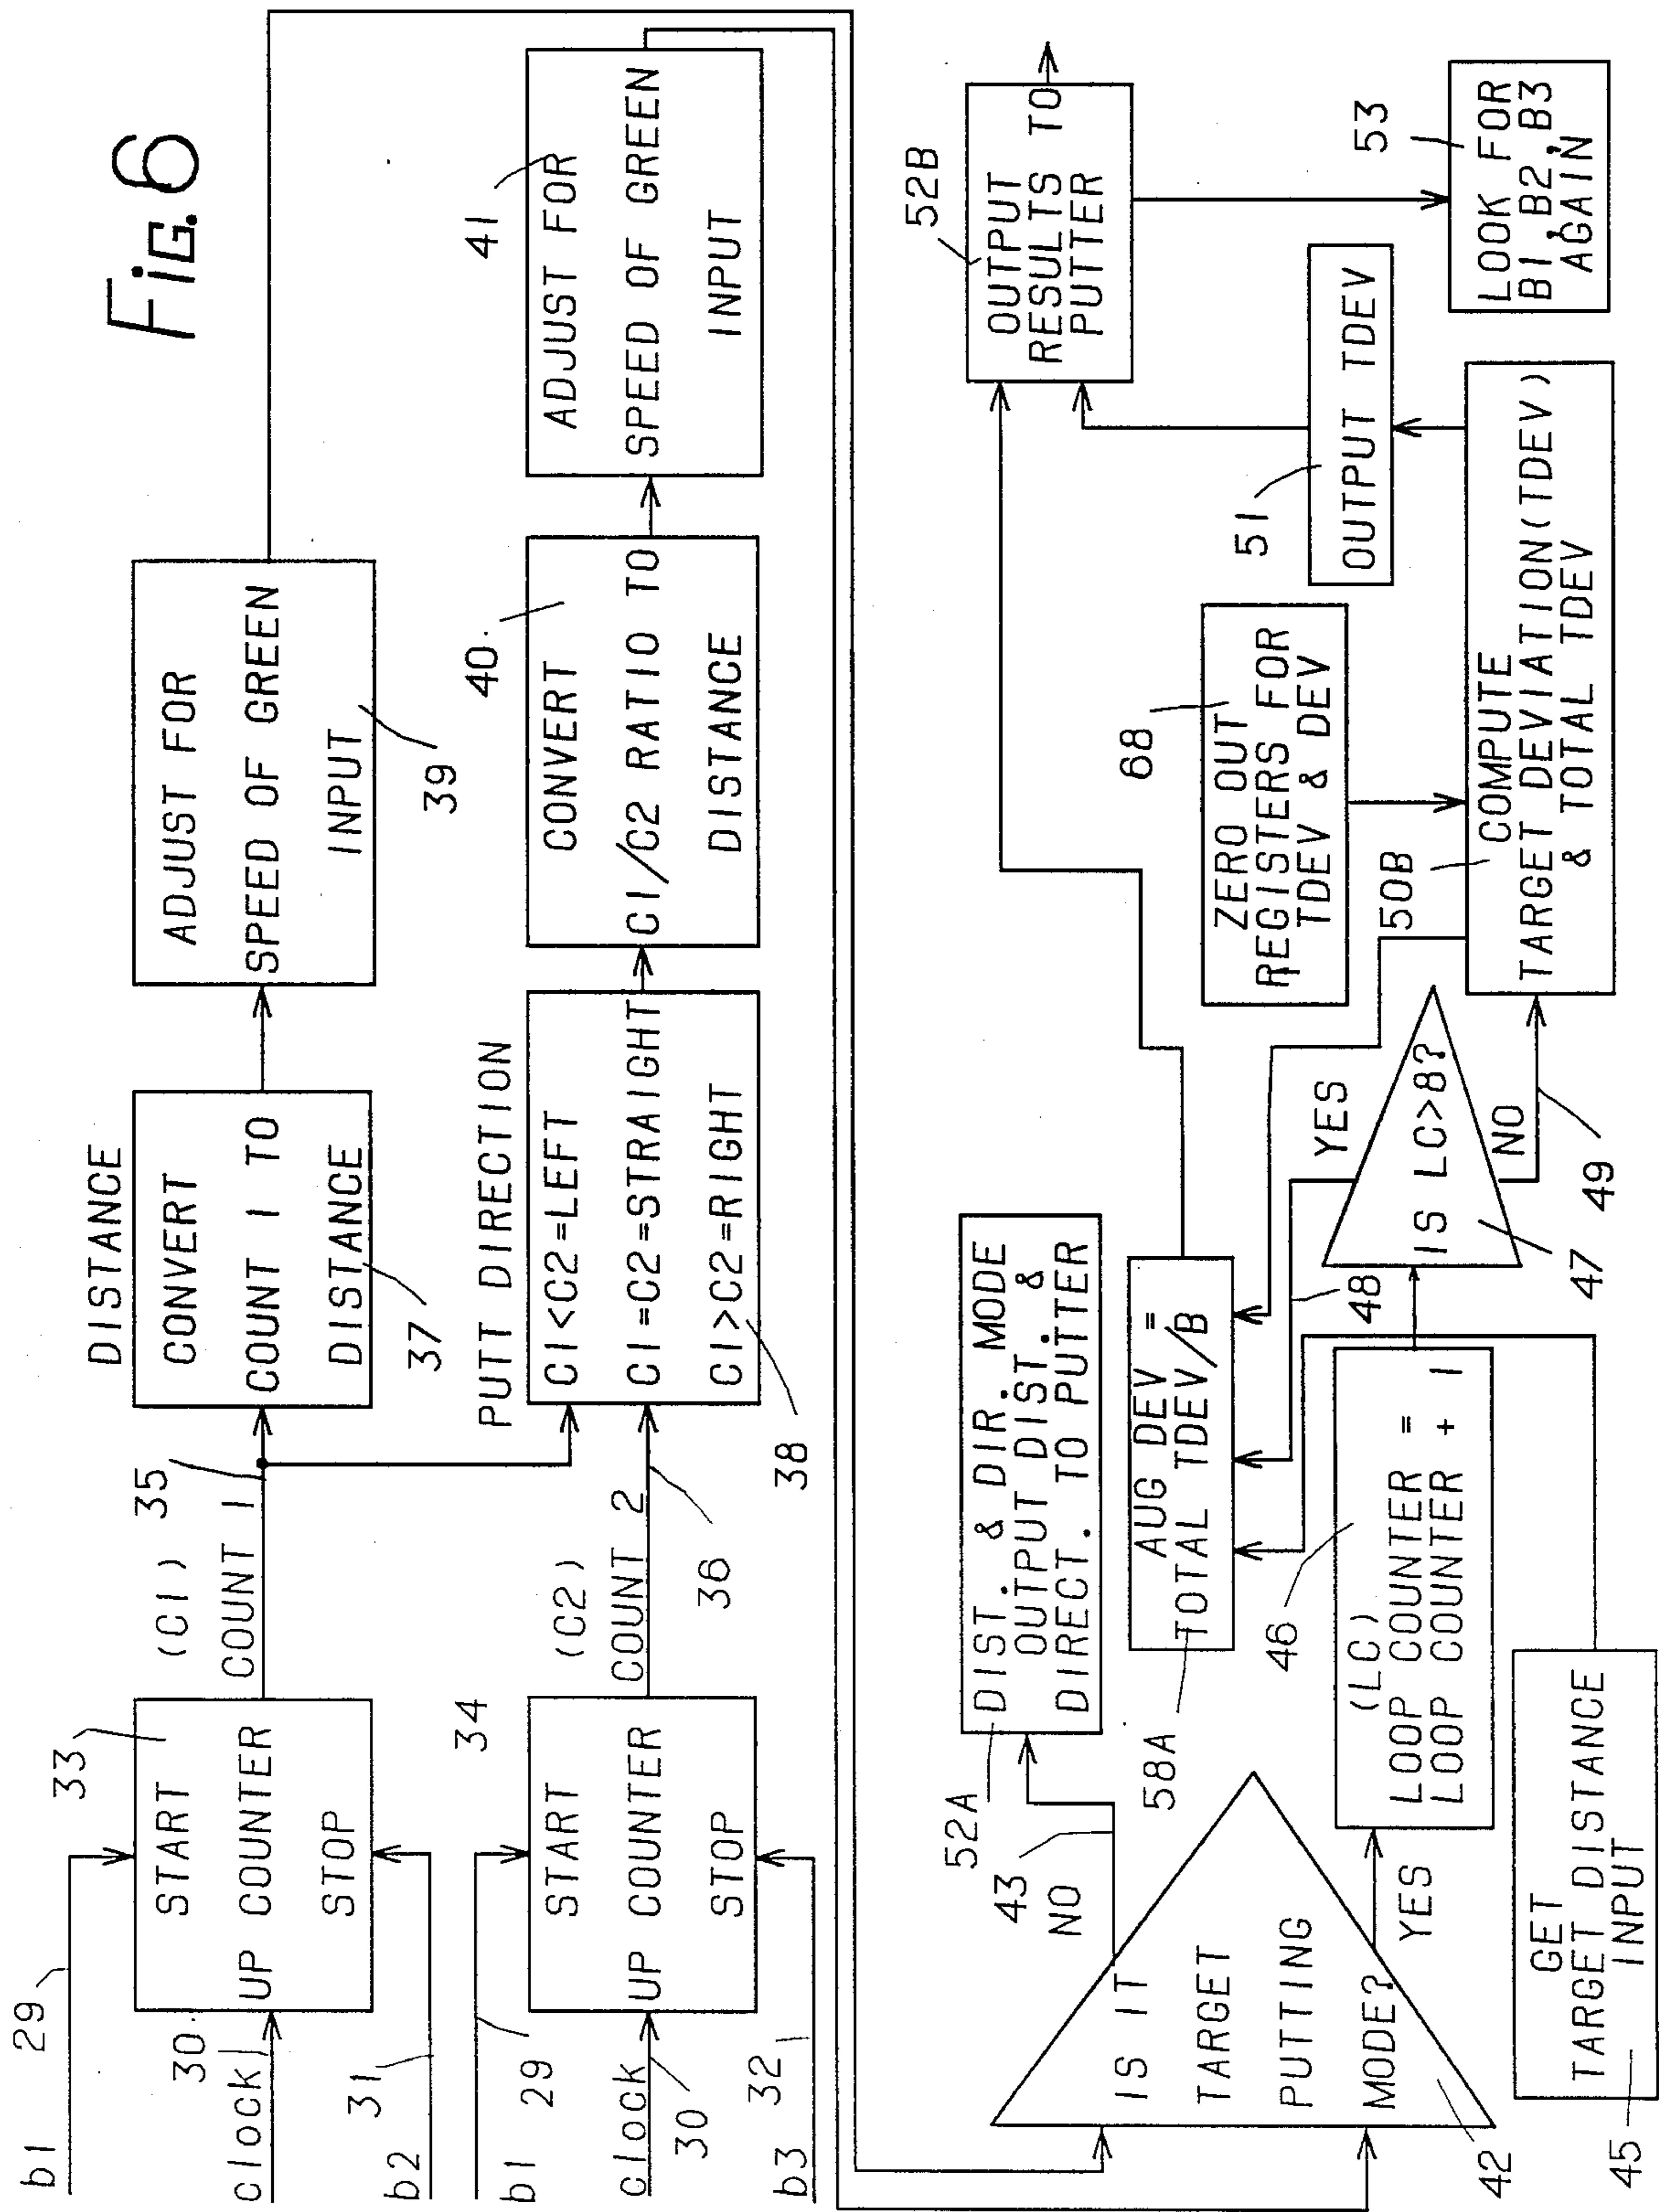 Fig. 6
b1
29
clock
30.
b2
31
33
START
UP COUNTER
STOP
(C1)
COUNT 1
35
DISTANCE
CONVERT
COUNT 1 TO
DISTANCE
37
ADJUST FOR
SPEED OF GREEN
INPUT
39
b1
29
clock
30
b3
32
34
START
UP COUNTER
STOP
(C2)
COUNT 2
36
PUTT DIRECTION
C1<C2=LEFT
C1=C2=STRAIGHT
C1>C2=RIGHT
38
40.
CONVERT
C1/C2 RATIO TO
DISTANCE
41
ADJUST FOR
SPEED OF GREEN
INPUT
IS IT
TARGET
PUTTING
MODE?
42
43
NO
YES
52A
DIST. & DIR. MODE
OUTPUT DIST. &
DIRECT. TO PUTTER
58A
AUG DEV =
TOTAL TDEV/B
46
(LC)
LOOP COUNTER =
LOOP COUNTER + 1
GET
TARGET DISTANCE
INPUT
45
48
YES
IS LC>8?
NO
47
49
68
ZERO OUT
REGISTERS FOR
TDEV & DEV
50B
COMPUTE
TARGET DEVIATION(TDEV)
& TOTAL TDEV
51
OUTPUT TDEV
52B
OUTPUT
RESULTS TO
PUTTER
53
LOOK FOR
B1,B2,B3
AGAIN